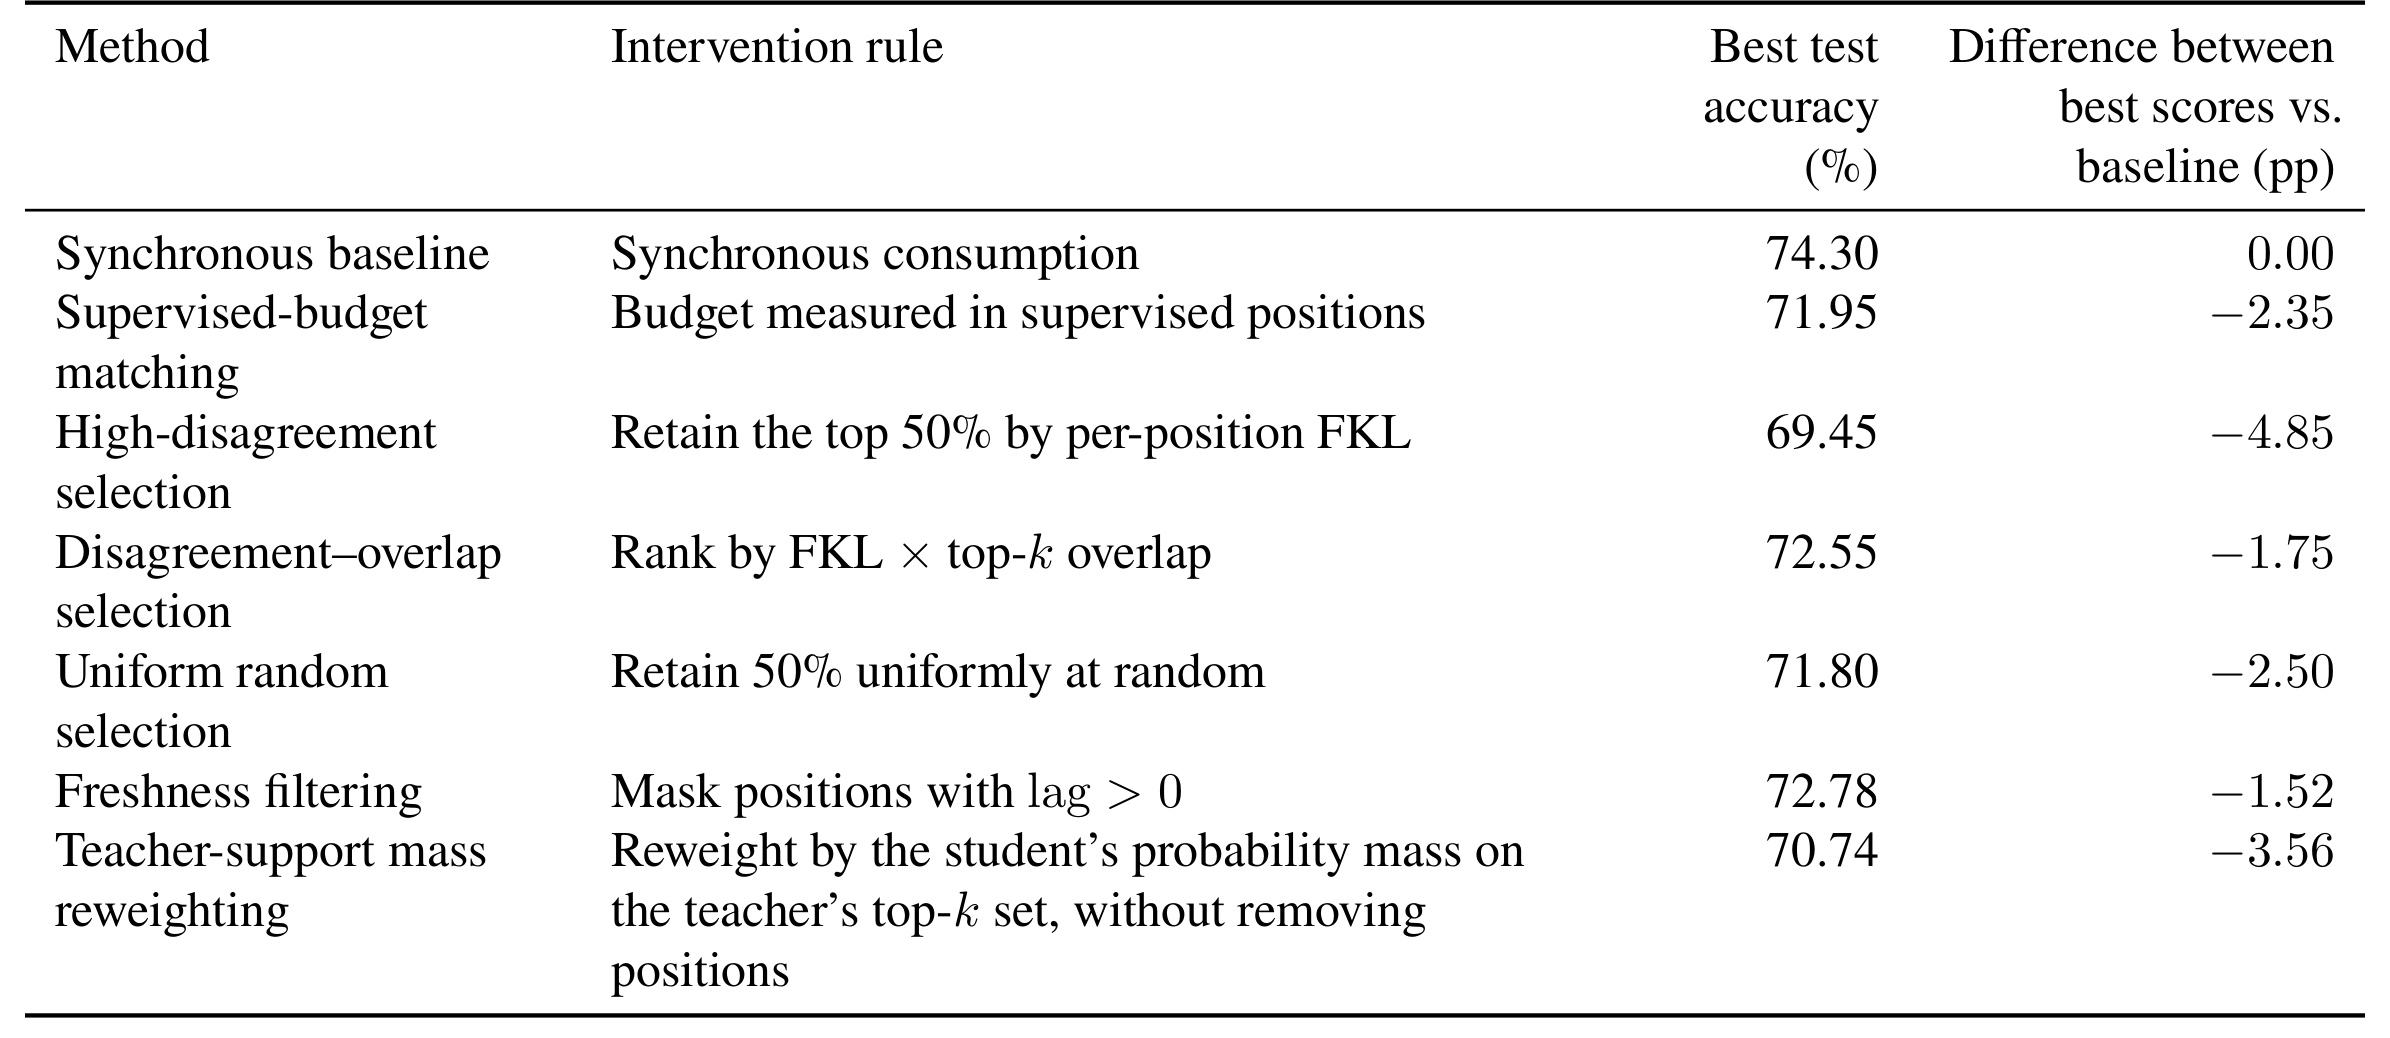 Method Intervention rule Best test Difference between
accuracy best scores vs.
(%) baseline (pp)
Synchronous baseline Synchronous consumption 74.30 0.00
Supervised-budget Budget measured in supervised positions 71.95 −2.35
matching
High-disagreement Retain the top 50% by per-position FKL 69.45 −4.85
selection
Disagreement–overlap Rank by FKL × top-k overlap 72.55 −1.75
selection
Uniform random Retain 50% uniformly at random 71.80 −2.50
selection
Freshness filtering Mask positions with lag > 0 72.78 −1.52
Teacher-support mass Reweight by the student’s probability mass on 70.74 −3.56
reweighting the teacher’s top-k set, without removing
positions